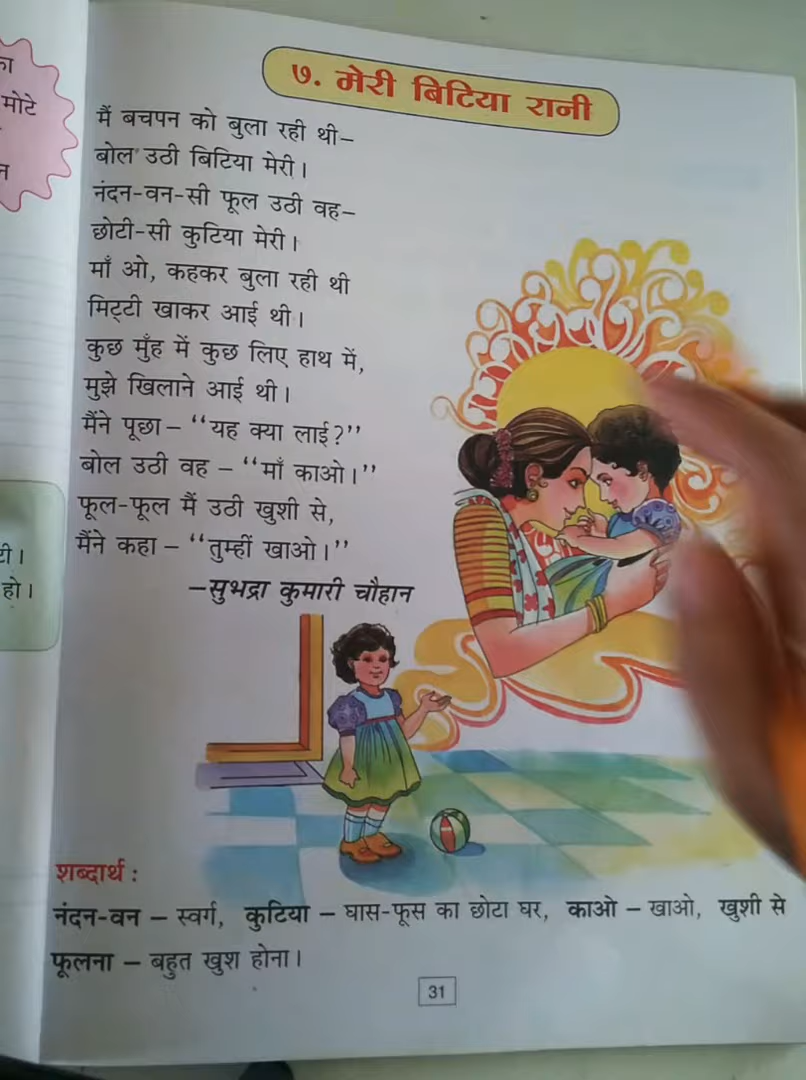 का
मोटे
न
टी।
हो।
७. मेरी बिटिया रानी
मैं बचपन को बुला रही थी–
बोल उठी बिटिया मेरी।
नंदन-वन-सी फूल उठी वह–
छोटी-सी कुटिया मेरी।
माँ ओ, कहकर बुला रही थी
मिट्टी खाकर आई थी।
कुछ मुँह में कुछ लिए हाथ में,
मुझे खिलाने आई थी।
मैंने पूछा – “यह क्या लाई?”
बोल उठी वह – “माँ काओ।”
फूल-फूल मैं उठी खुशी से,
मैंने कहा – “तुम्हीं खाओ।”
–सुभद्रा कुमारी चौहान
शब्दार्थ :
नंदन-वन – स्वर्ग, कुटिया – घास-फूस का छोटा घर, काओ – खाओ, खुशी से
फूलना – बहुत खुश होना।
31